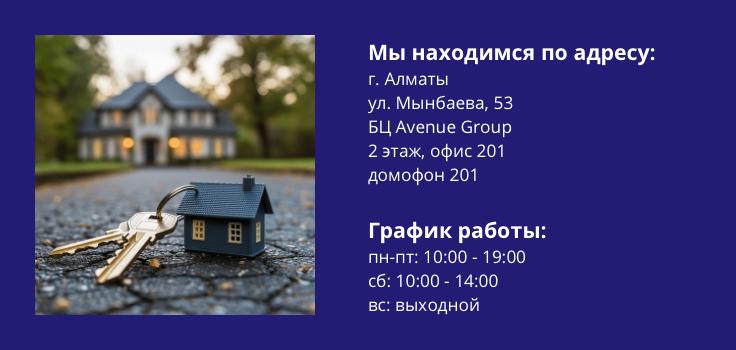 Мы находимся по адресу:
г. Алматы
ул. Мынбаева, 53
БЦ Avenue Group
2 этаж, офис 201
домофон 201
График работы:
пн-пт: 10:00 - 19:00
сб: 10:00 - 14:00
вс: выходной